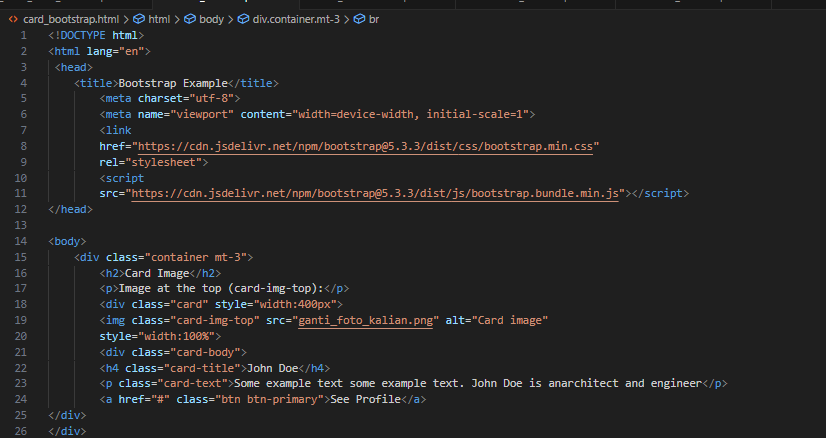 card_bootstrap.html > html > body > div.container.mt-3 > br
1 <!DOCTYPE html>
2 <html lang="en">
3 <head>
4 <title>Bootstrap Example</title>
5 <meta charset="utf-8">
6 <meta name="viewport" content="width=device-width, initial-scale=1">
7 <link
8 href="https://cdn.jsdelivr.net/npm/bootstrap@5.3.3/dist/css/bootstrap.min.css"
9 rel="stylesheet">
10 <script
11 src="https://cdn.jsdelivr.net/npm/bootstrap@5.3.3/dist/js/bootstrap.bundle.min.js"></script>
12 </head>
13
14 <body>
15 <div class="container mt-3">
16 <h2>Card Image</h2>
17 <p>Image at the top (card-img-top):</p>
18 <div class="card" style="width:400px">
19 <img class="card-img-top" src="ganti_foto_kalian.png" alt="Card image"
20 style="width:100%">
21 <div class="card-body">
22 <h4 class="card-title">John Doe</h4>
23 <p class="card-text">Some example text some example text. John Doe is anarchitect and engineer</p>
24 <a href="#" class="btn btn-primary">See Profile</a>
25 </div>
26 </div>